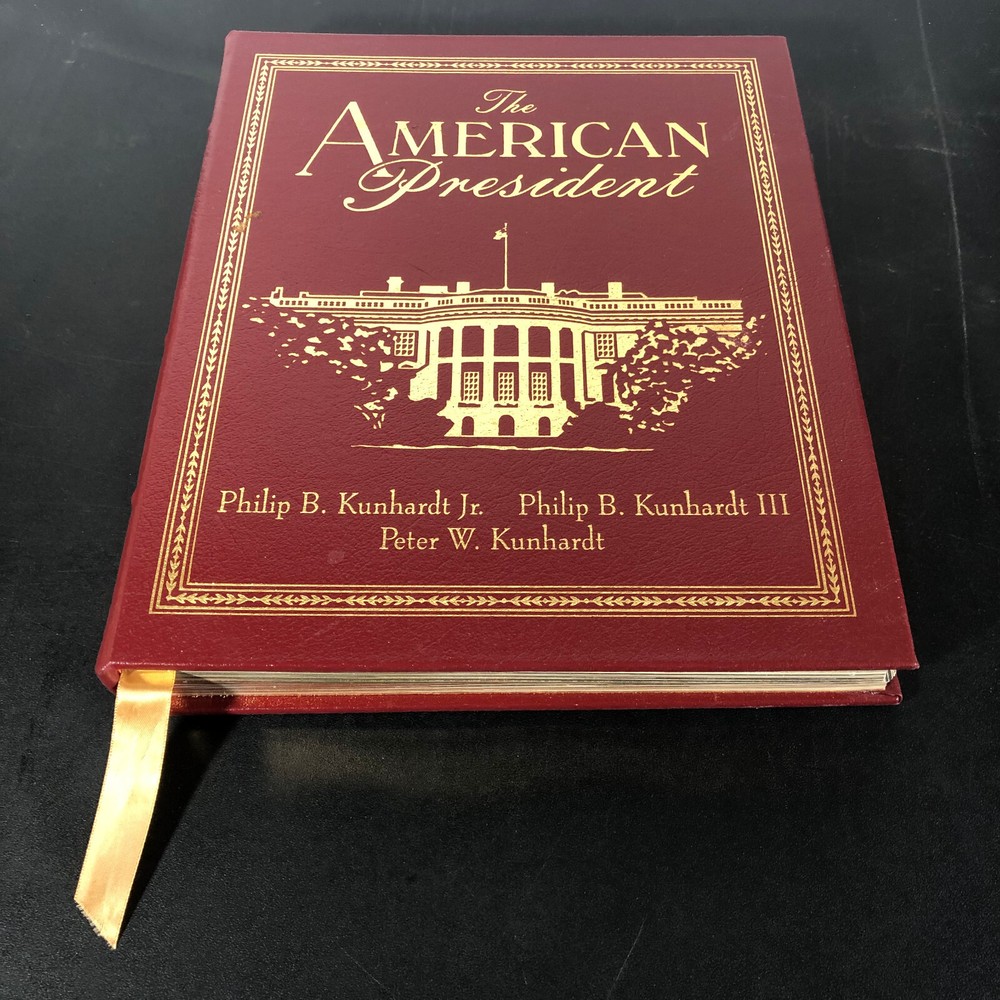 The
AMERICAN
President
Philip B. Kunhardt Jr. Philip B. Kunhardt III
Peter W. Kunhardt